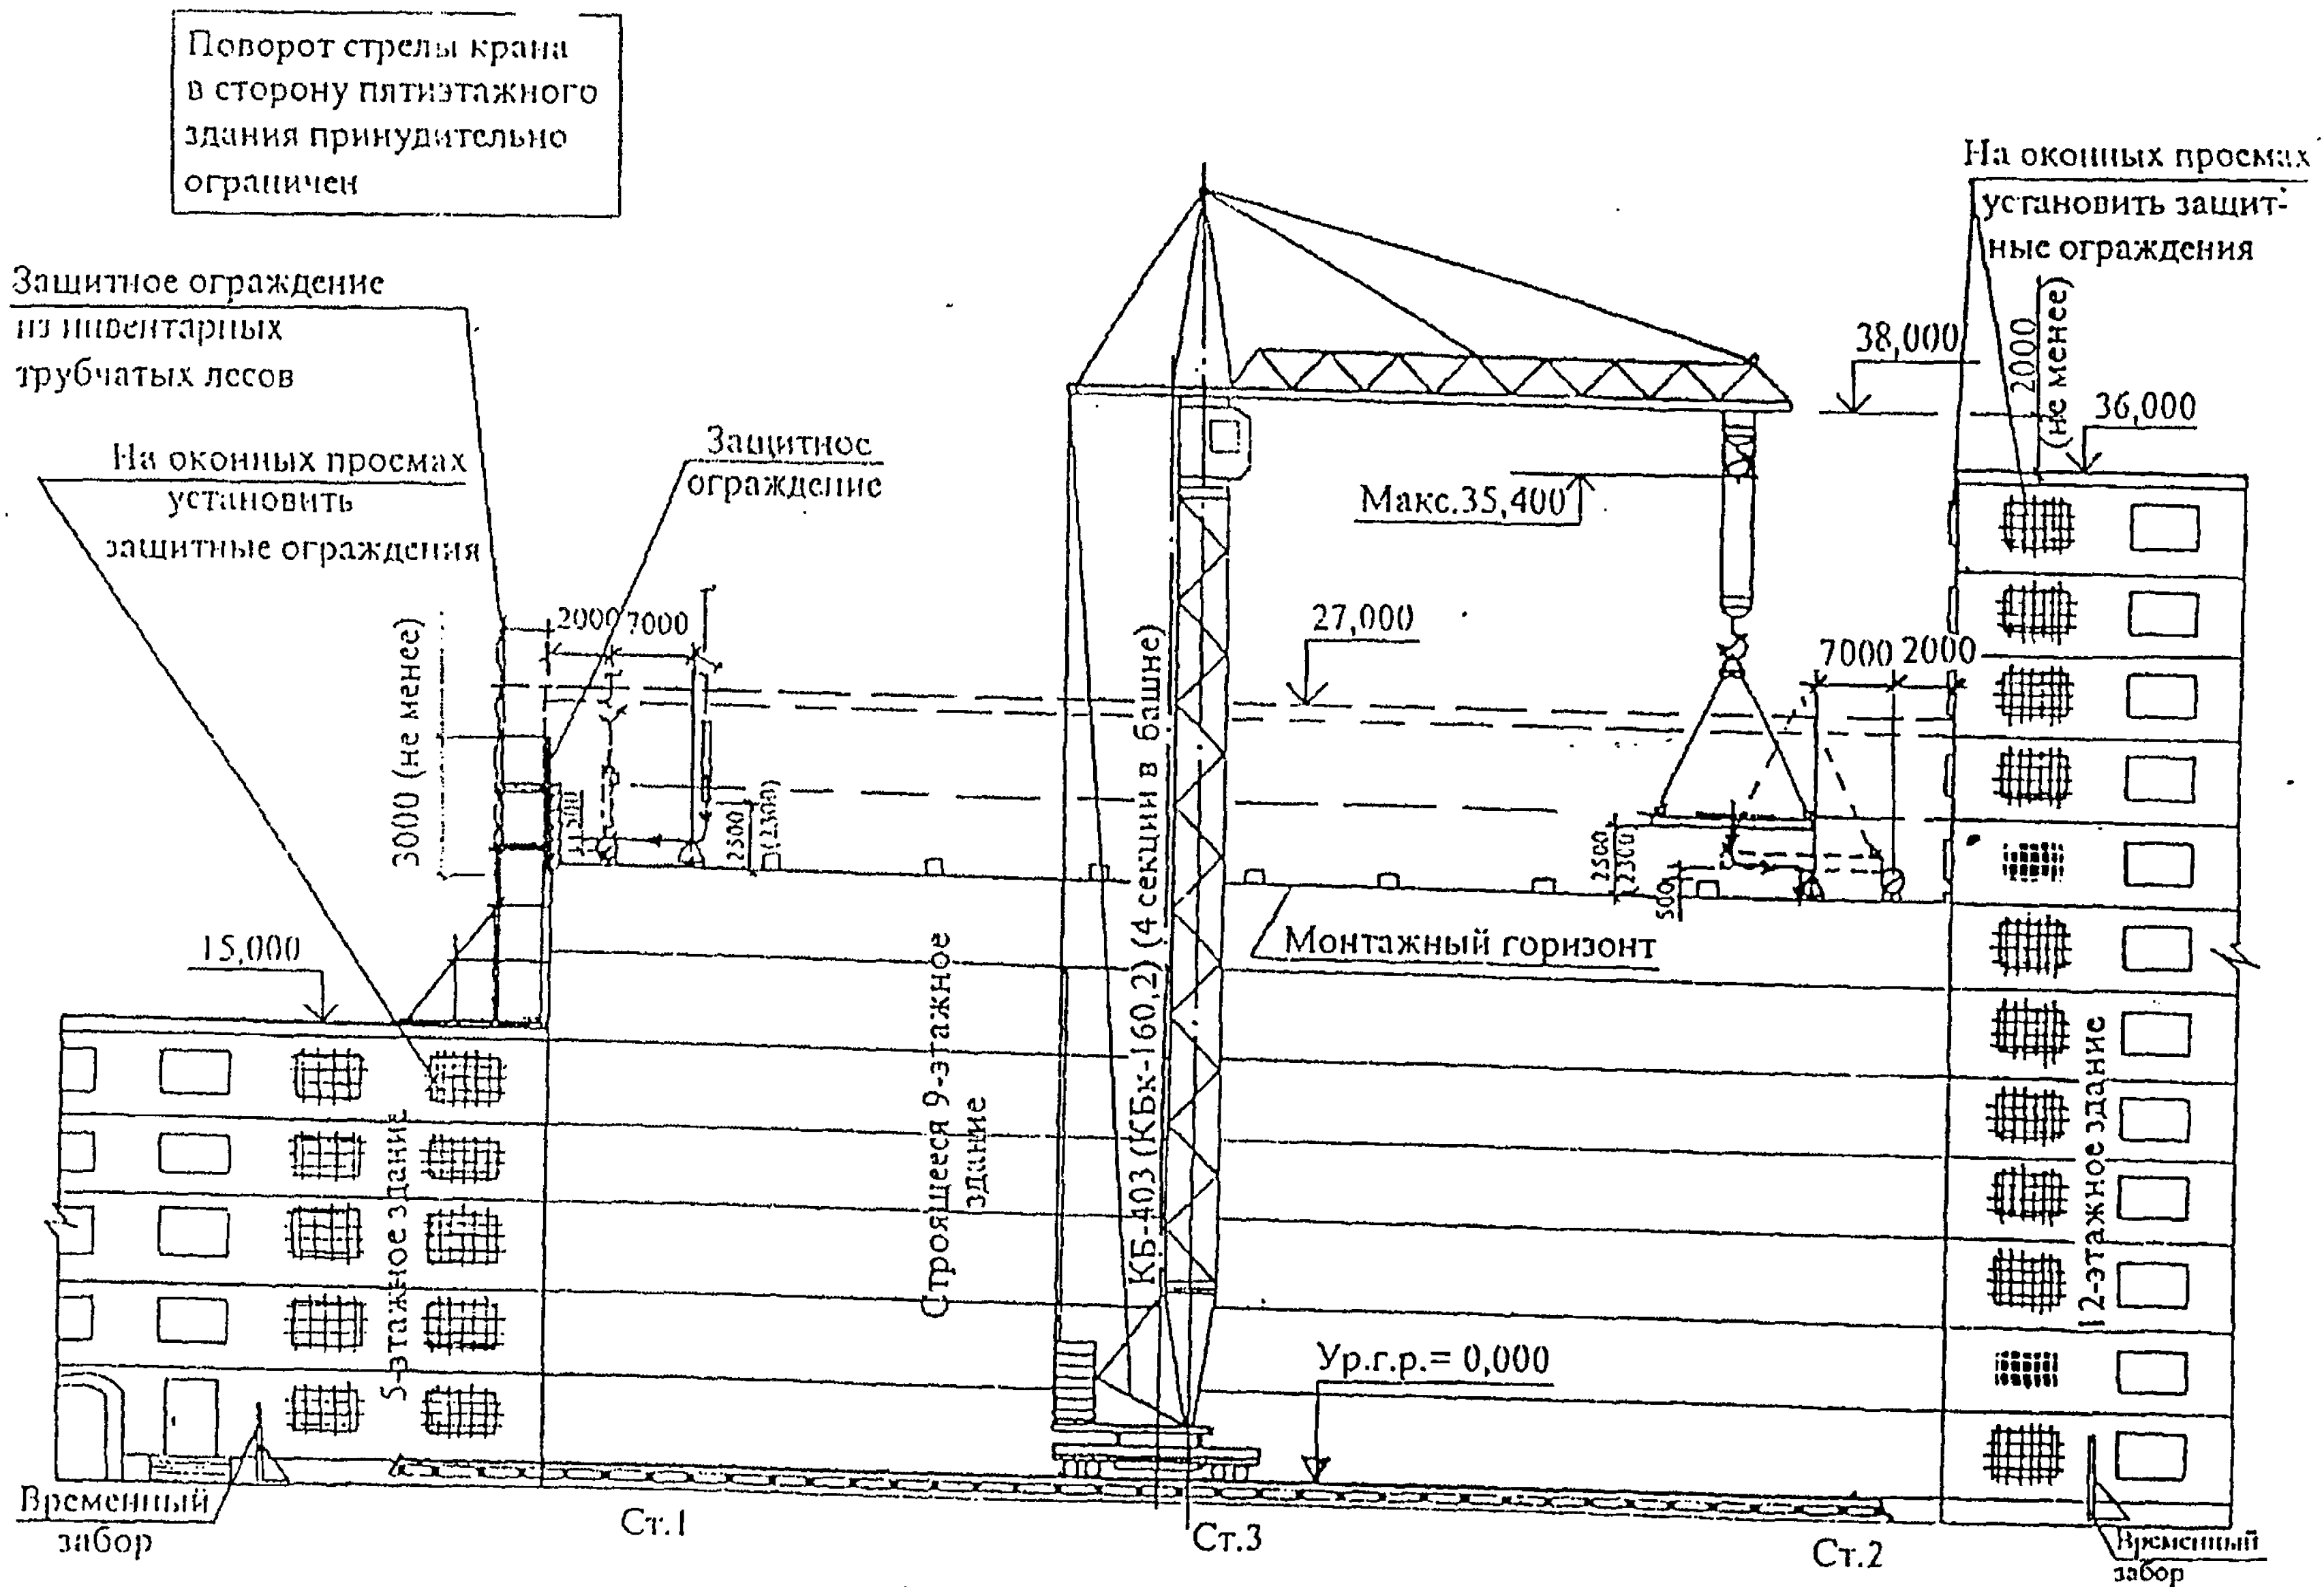 Поворот стрелы крана
в сторону пятиэтажного
здания принудительно
ограничен
На оконных проемах
установить защит-
ные ограждения
Защитное ограждение
из инвентарных
трубчатых лесов
На оконных проемах
установить
защитные ограждения
Защитное
ограждение
38,000
2000
(не менее)
36,000
Макс.35,400
2000
7000
27,000
7000
2000
3000 (не менее)
500
2500
(2300)
2500
2300
500
Монтажный горизонт
15,000
5-этажное здание
Строящееся 9-этажное
здание
КБ-403 (КБк-160,2) (4 секции в башне)
12-этажное здание
Ур.г.р.= 0,000
Временный
забор
Ст.1
Ст.3
Ст.2
Временный
забор